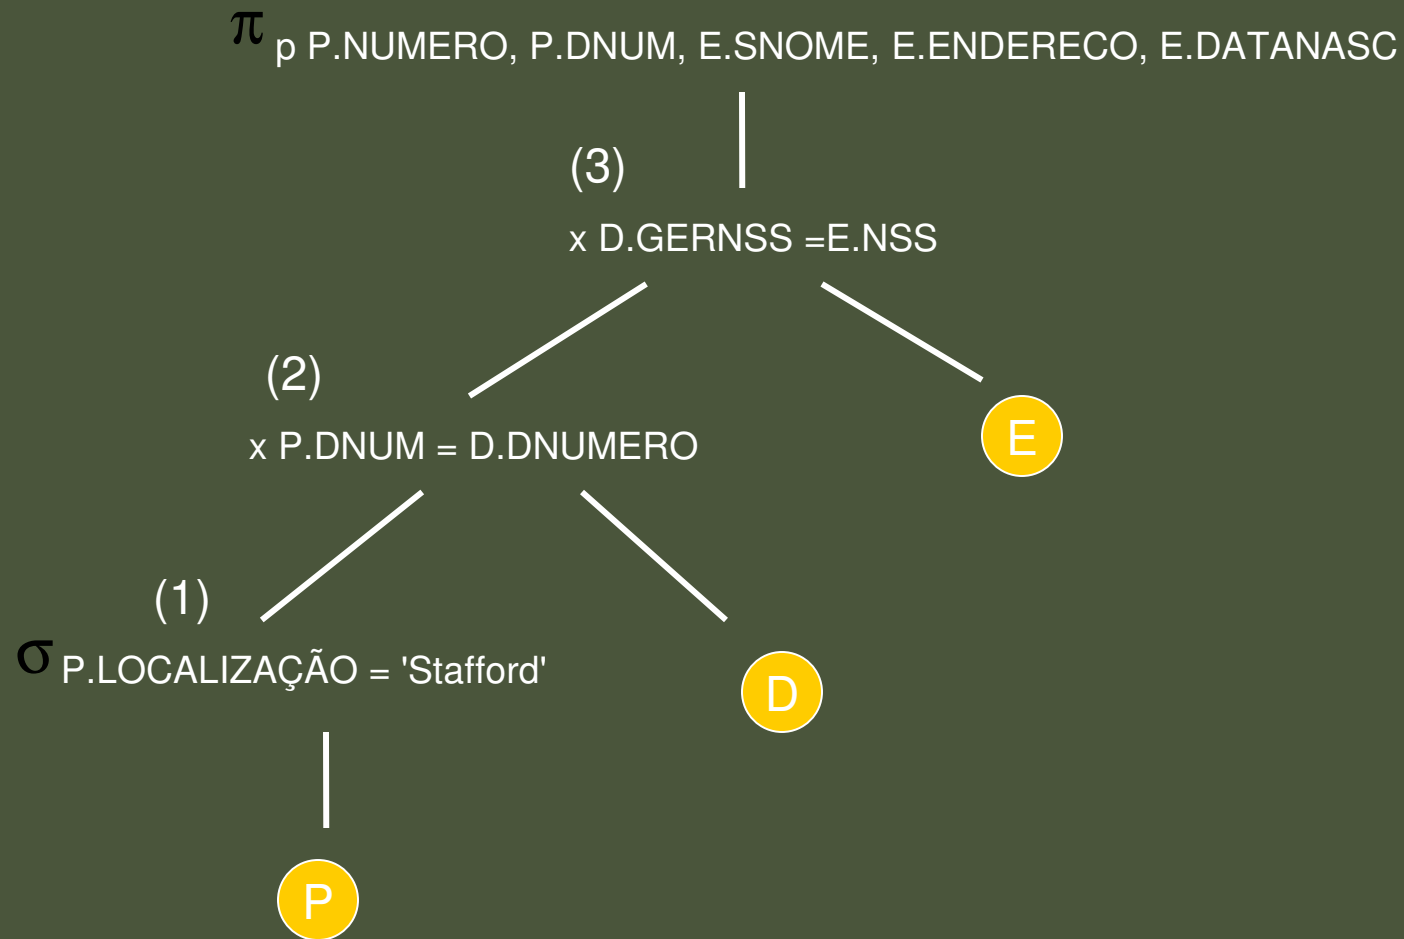 π p P.NUMERO, P.DNUM, E.SNOME, E.ENDERECO, E.DATANASC
(3)
x D.GERNSS =E.NSS
(2)
x P.DNUM = D.DNUMERO
E
(1)
σ P.LOCALIZAÇÃO = 'Stafford'
D
P